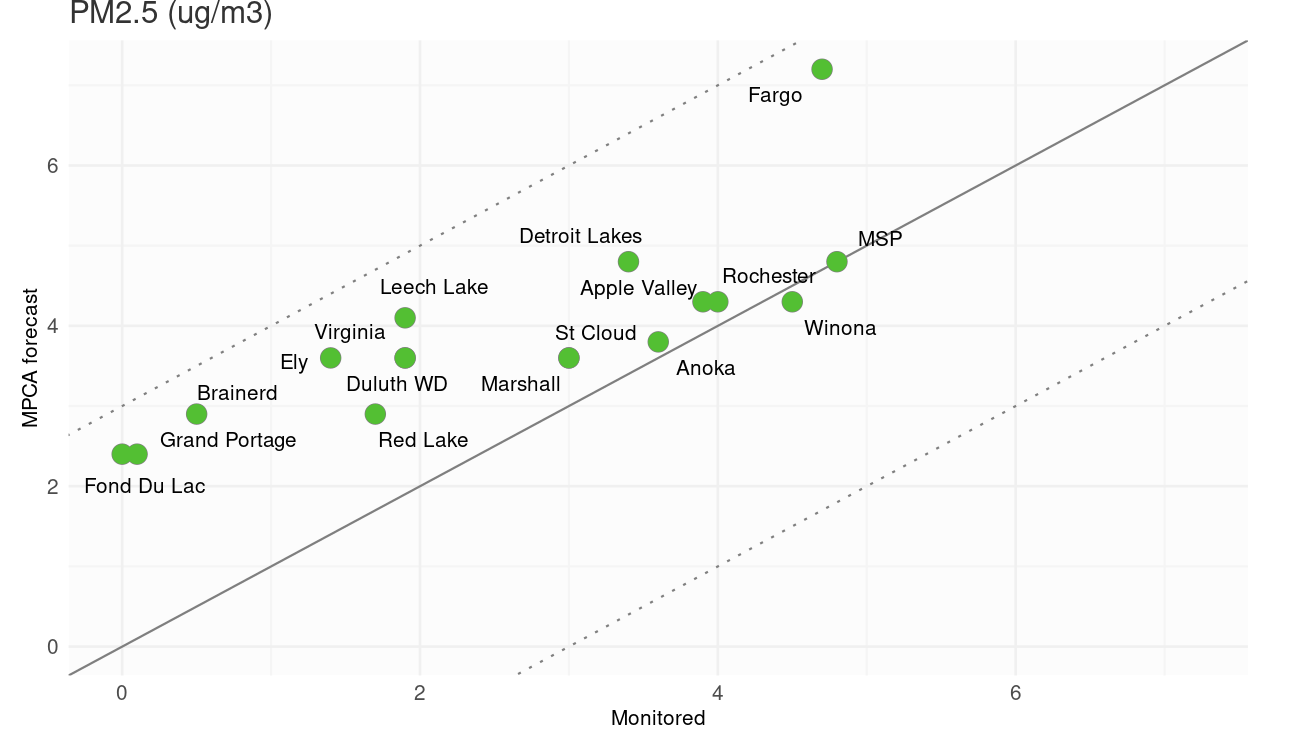 PM2.5 (ug/m3)
Fargo
6
MSP
Detroit Lakes
Rochester
Leech Lake
Apple Valley
4
Virginia
St Cloud
Winona
Ely
Anoka
Duluth WD
Marshall
Brainerd
Grand Portage
Red Lake
2
Fond Du Lac
0
MPCA forecast
0
2
4
6
Monitored